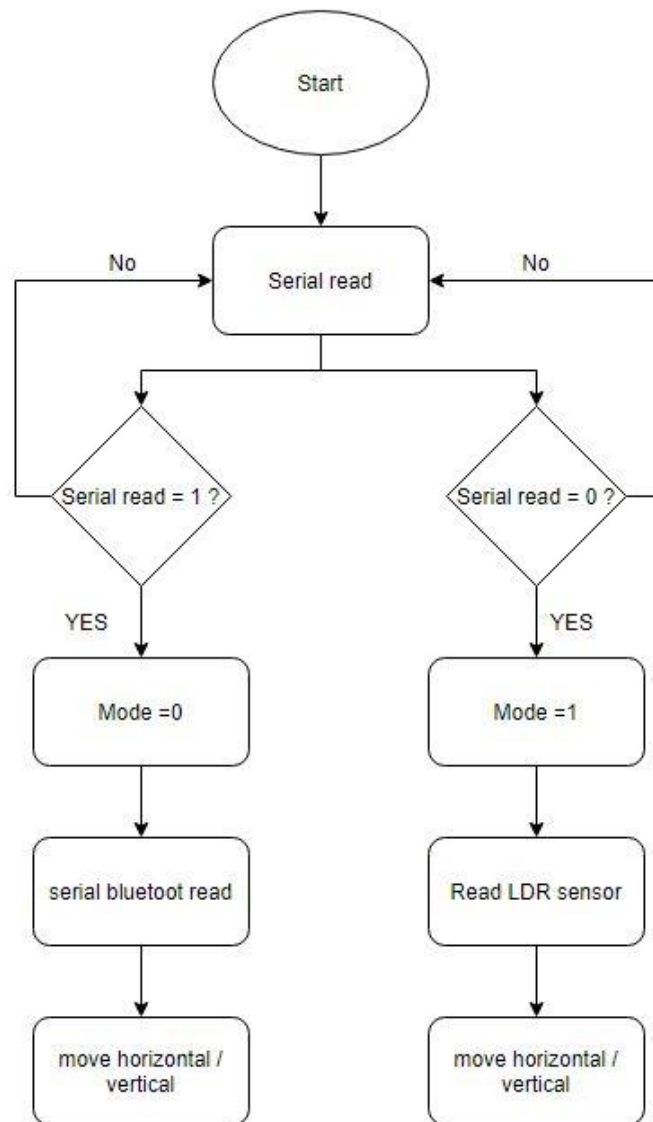 Start
No
No
Serial read
Serial read = 1 ?
Serial read = 0 ?
YES
YES
Mode =0
Mode =1
serial bluetoot read
Read LDR sensor
move horizontal /
vertical
move horizontal /
vertical